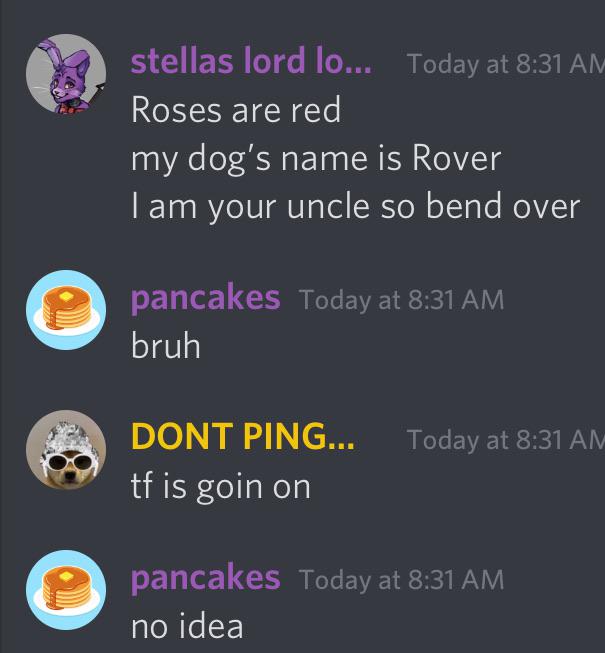 stellas lord lo... Today at 8:31 AM
Roses are red
my dog's name is Rover
I am your uncle so bend over
pancakes Today at 8:31 AM
bruh
DONT PING... Today at 8:31 AM
tf is goin on
pancakes Today at 8:31 AM
no idea